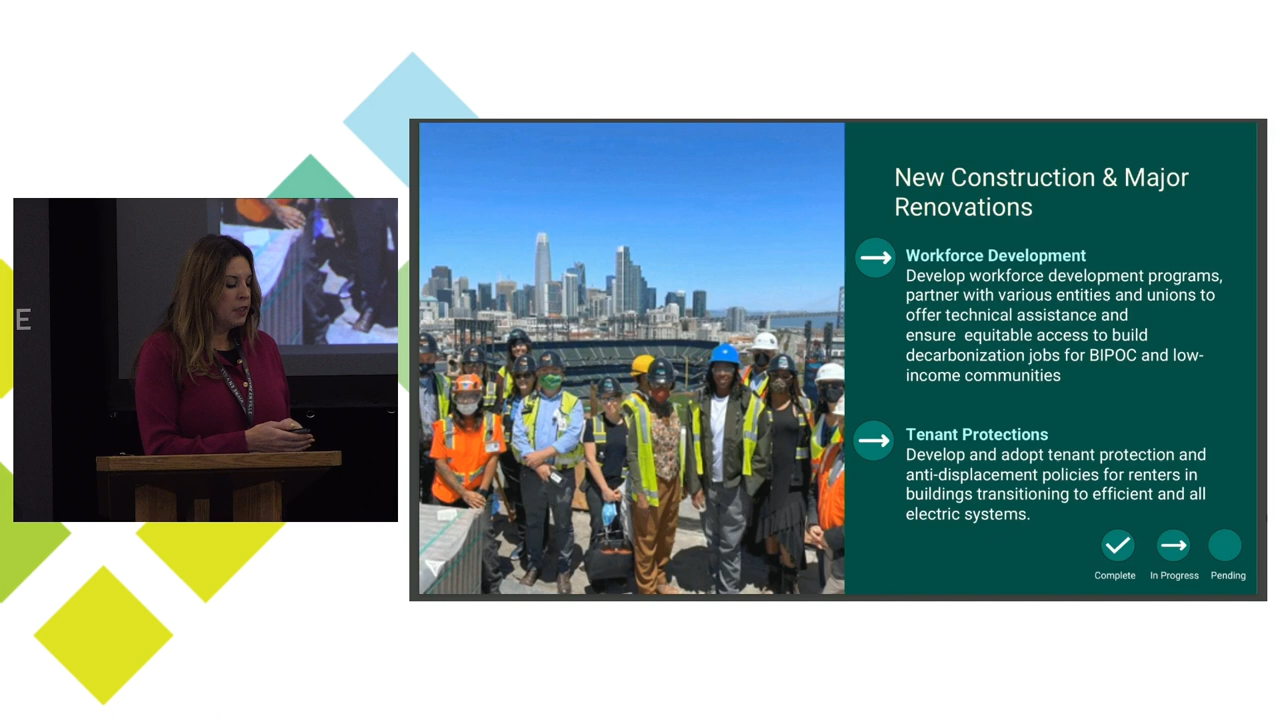 E
New Construction & Major
Renovations
Workforce Development
Develop workforce development programs,
partner with various entities and unions to
offer technical assistance and
ensure  equitable access to build
decarbonization jobs for BIPOC and low-
income communities
Tenant Protections
Develop and adopt tenant protection and
anti-displacement policies for renters in
buildings transitioning to efficient and all
electric systems.
Complete
In Progress
Pending